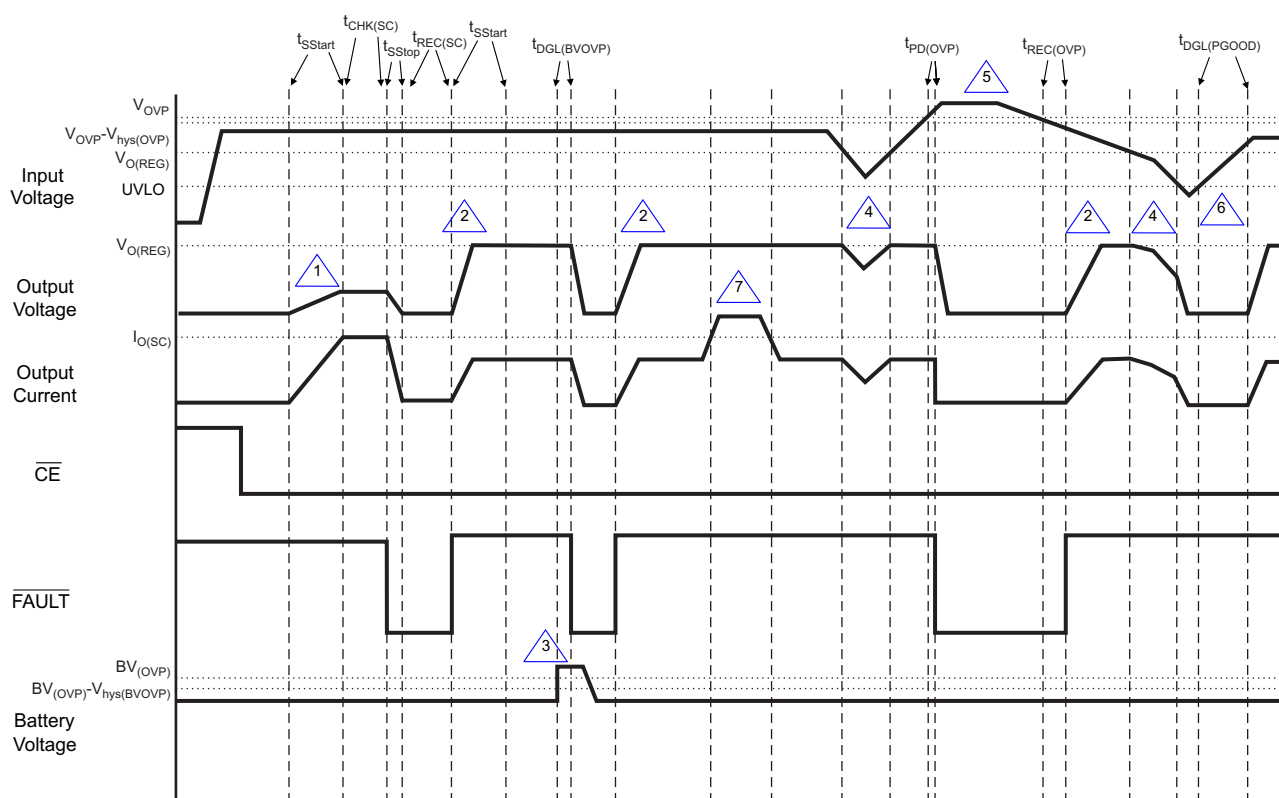 tSStart
tCHK(SC)
tSStop
tREC(SC)
tSStart
tDGL(BVOVP)
tPD(OVP)
tREC(OVP)
tDGL(PGOOD)
VOVP
VOVP-Vhys(OVP)
VO(REG)
UVLO
Input
Voltage
5
2
2
4
2
4
6
VO(REG)
Output
Voltage
1
7
IO(SC)
Output
Current
CE
FAULT
3
BV(OVP)
BV(OVP)-Vhys(BVOVP)
Battery
Voltage